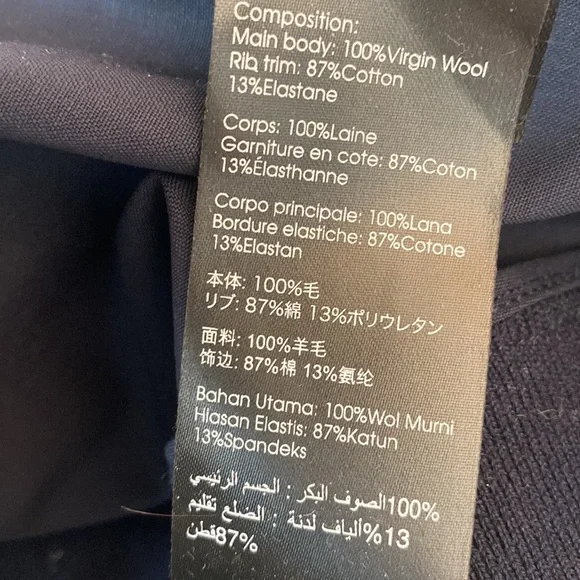 Composition:
Main body: 100%Virgin Wool
Rib trim: 87%Cotton
13%Elastane
Corps: 100%Laine
Garniture en cote: 87%Coton
13%Élasthanne
Corpo principale: 100%Lana
Bordure elastiche: 87%Cotone
13%Elastan
本体: 100%毛
リブ: 87%綿 13%ポリウレタン
面料: 100%羊毛
饰边: 87%棉 13%氨纶
Bahan Utama: 100%Wol Murni
Hiasan Elastis: 87%Katun
13%Spandeks
100%الصوف البكر : الجسم الرئيسي
13%ألياف لدنة : الضلع تقليم
87%قطن